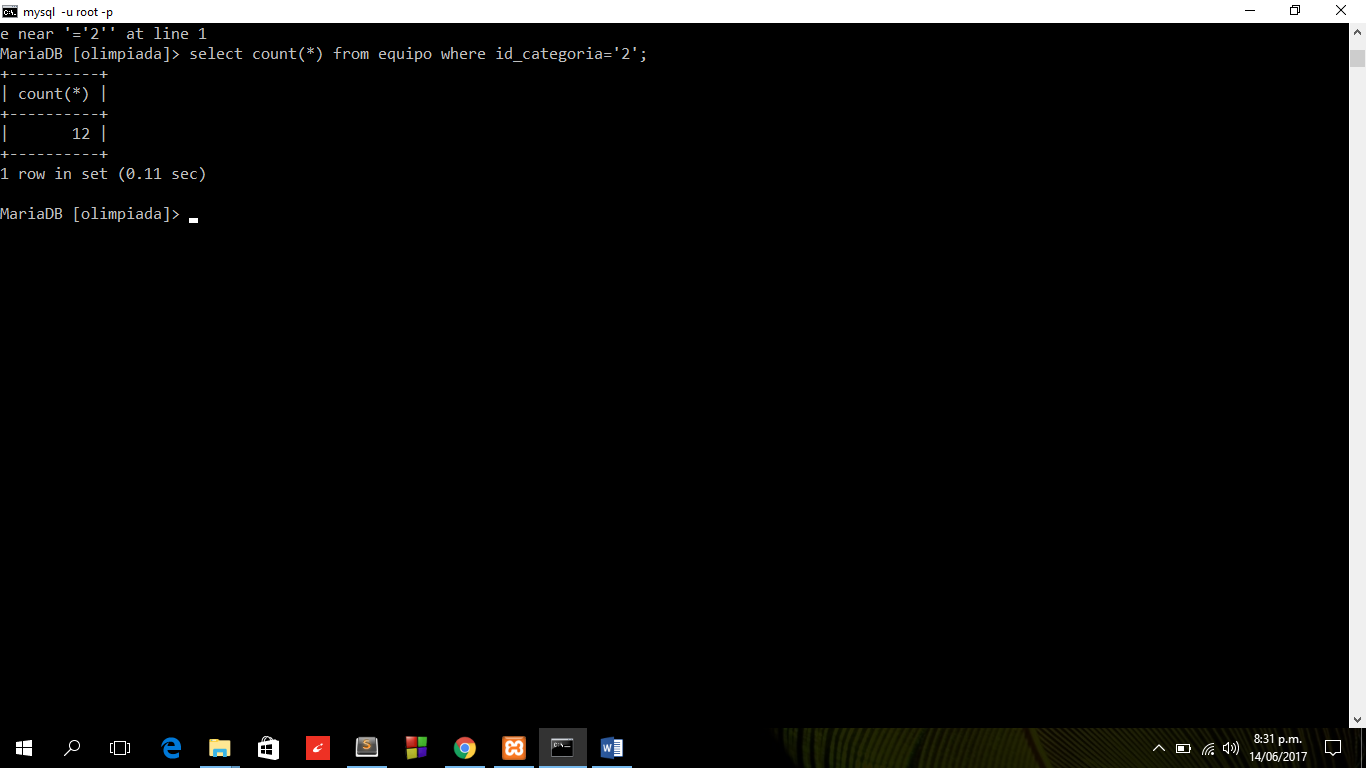 mysql  -u root -p
e near '='2'' at line 1
MariaDB [olimpiada]> select count(*) from equipo where id_categoria='2';
+----------+
| count(*) |
+----------+
|       12 |
+----------+
1 row in set (0.11 sec)
MariaDB [olimpiada]>
8:31 p.m.
14/06/2017